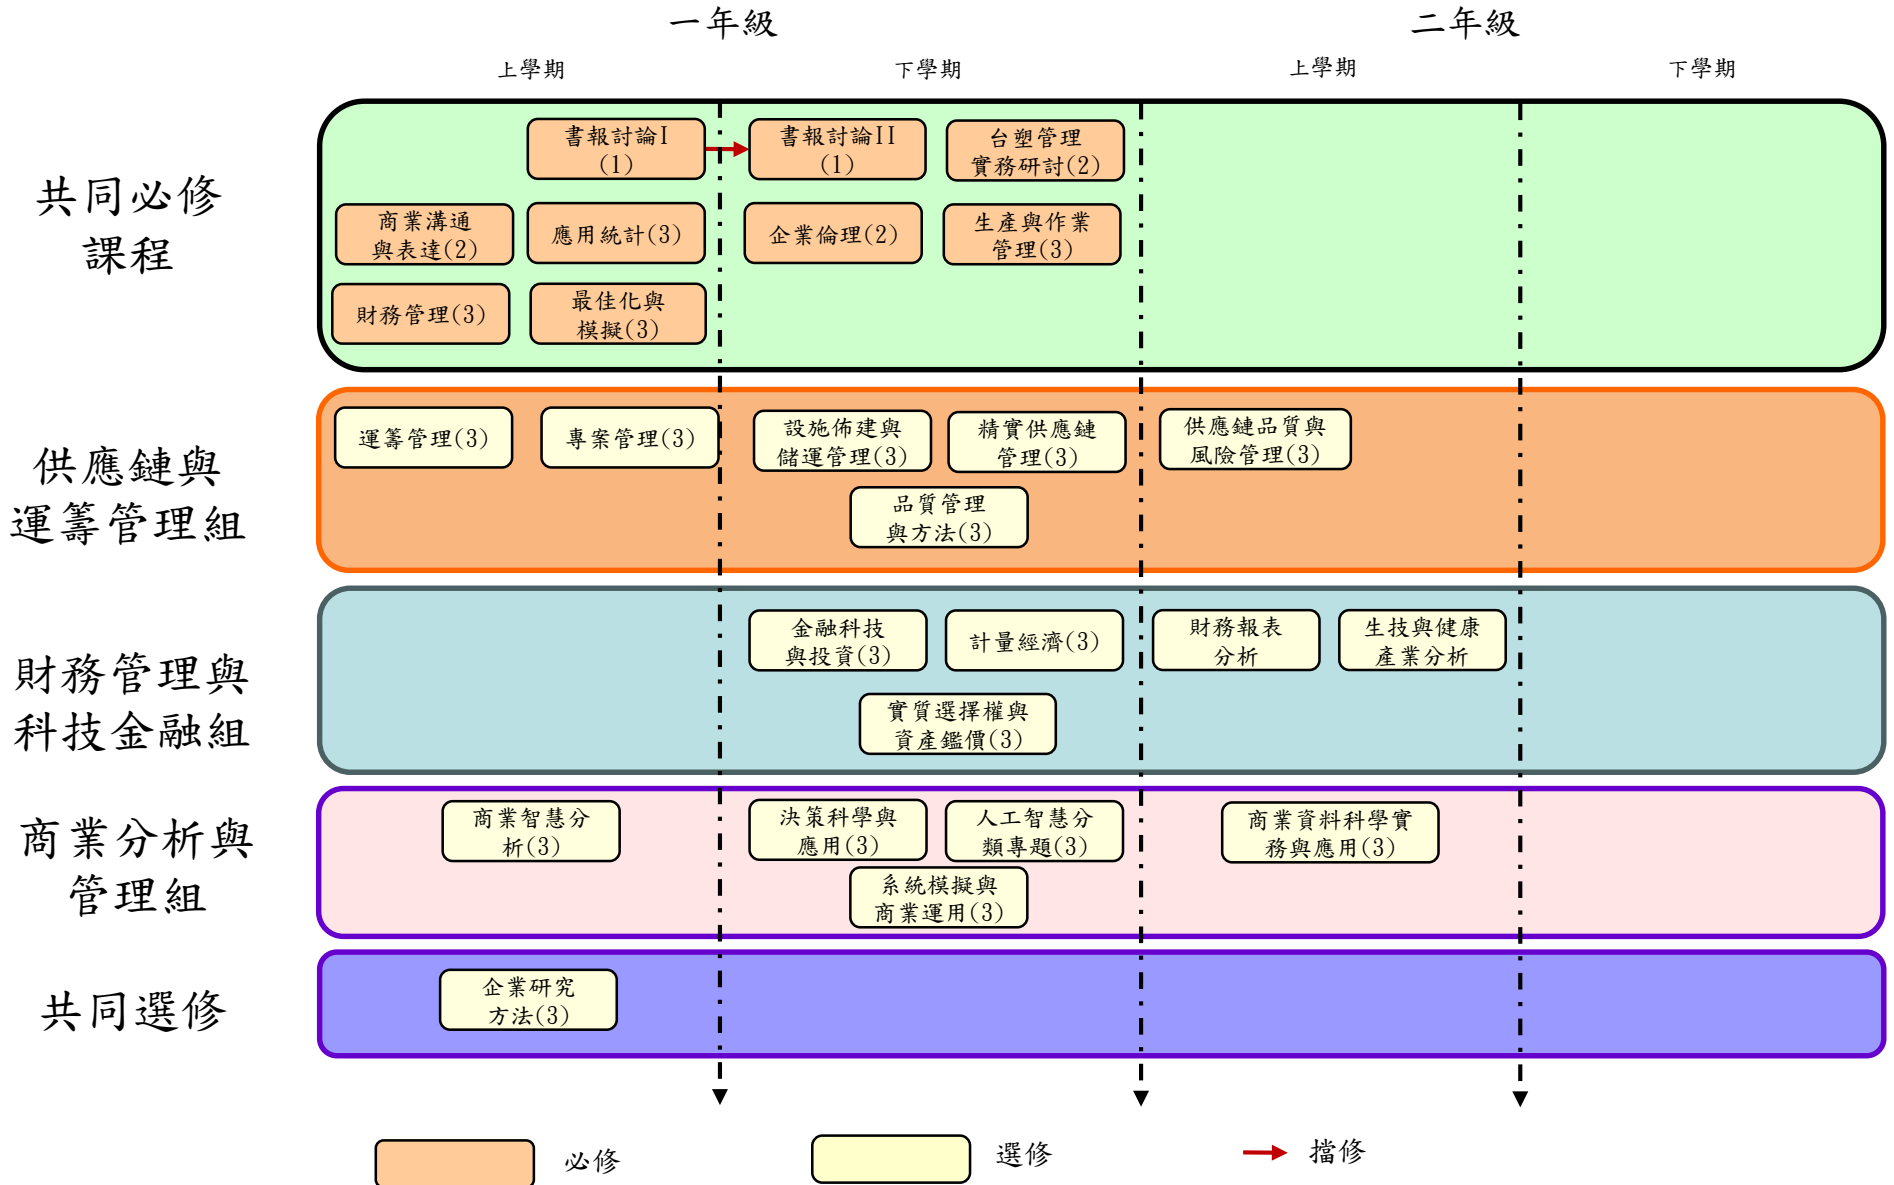 一年級
二年級
上學期
下學期
上學期
下學期
共同必修
課程
書報討論I
(1)
書報討論II
(1)
台塑管理
實務研討(2)
商業溝通
與表達(2)
應用統計(3)
企業倫理(2)
生產與作業
管理(3)
財務管理(3)
最佳化與
模擬(3)
供應鏈與
運籌管理組
運籌管理(3)
專案管理(3)
設施佈建與
儲運管理(3)
精實供應鏈
管理(3)
供應鏈品質與
風險管理(3)
品質管理
與方法(3)
財務管理與
科技金融組
金融科技
與投資(3)
計量經濟(3)
財務報表
分析
生技與健康
產業分析
實質選擇權與
資產鑑價(3)
商業分析與
管理組
商業智慧分
析(3)
決策科學與
應用(3)
人工智慧分
類專題(3)
商業資料科學實
務與應用(3)
系統模擬與
商業運用(3)
共同選修
企業研究
方法(3)
必修
選修
擋修